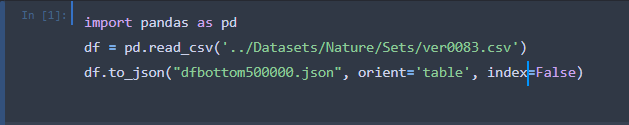 In [1]:
import pandas as pd
df = pd.read_csv('../Datasets/Nature/Sets/ver0083.csv')
df.to_json("dfbottom500000.json", orient='table', index=False)